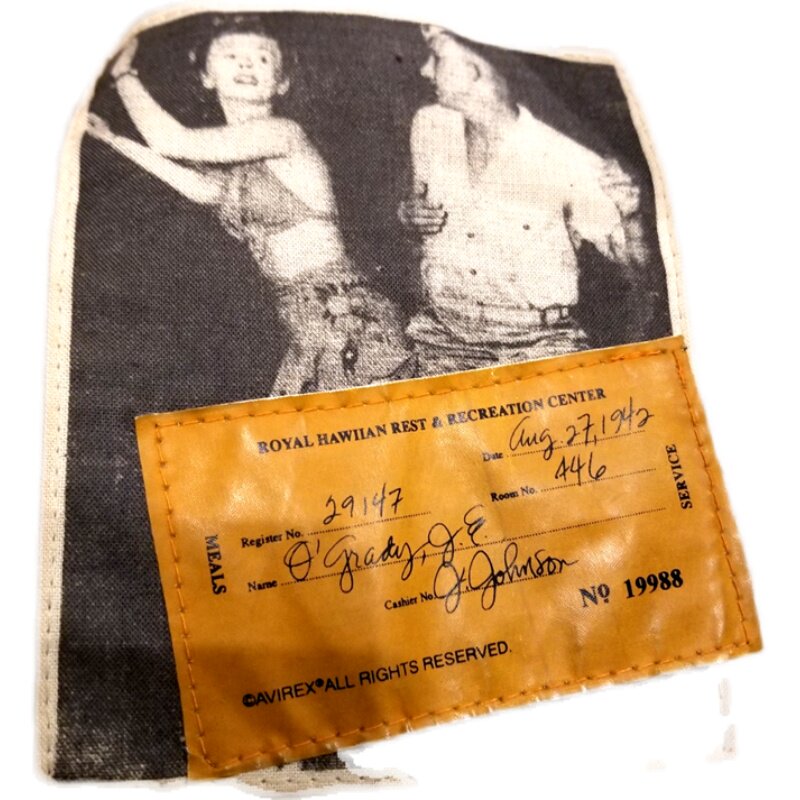 ROYAL HAWIIAN REST & RECREATION CENTER
Date Aug. 27, 1942
Register No. 29147 Room No. 446
Name O'Grady, J.E.
Cashier No. J. Johnson
MEALS
SERVICE
Nº 19988
©AVIREX® ALL RIGHTS RESERVED.